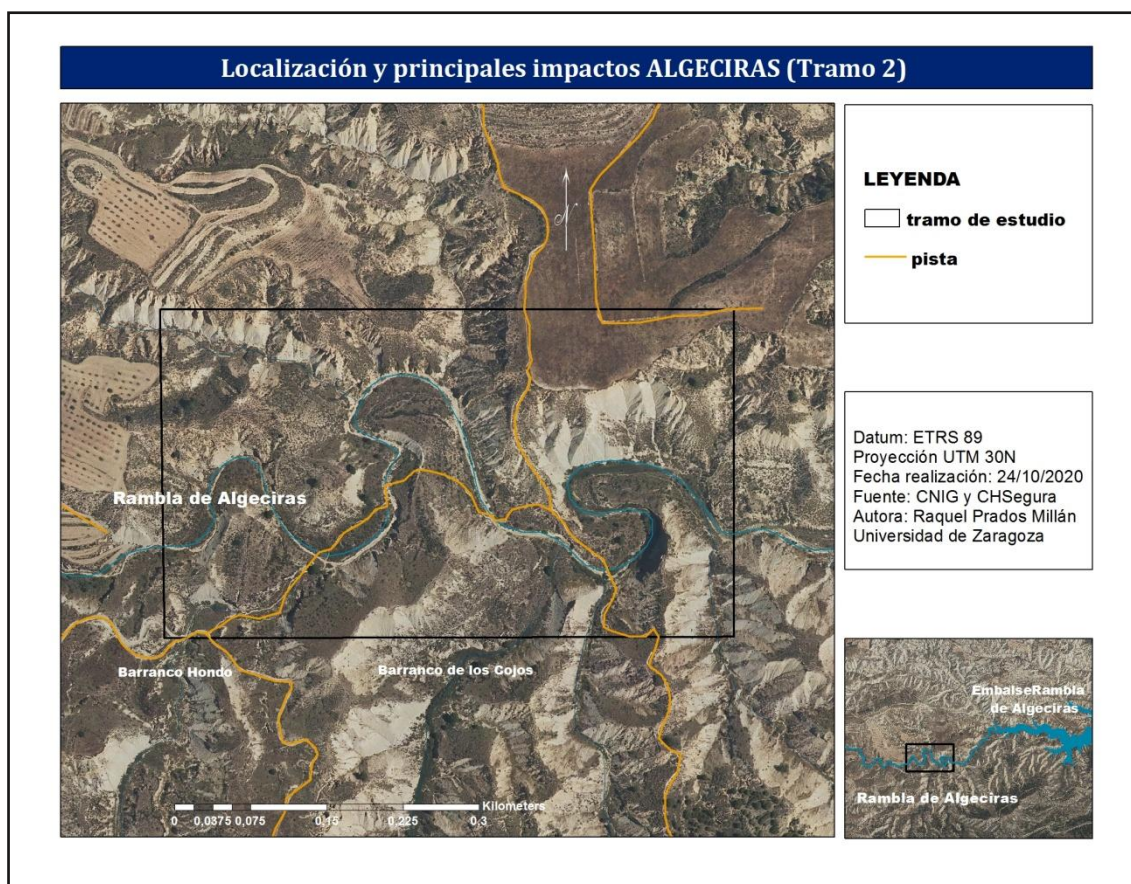 Localización y principales impactos ALGECIRAS (Tramo 2)
N
Rambla de Algeciras
Barranco Hondo
Barranco de los Cojos
Kilometers
0 0,0375 0,075 0,15 0,225 0,3
LEYENDA
tramo de estudio
pista
Datum: ETRS 89
Proyección UTM 30N
Fecha realización: 24/10/2020
Fuente: CNIG y CHSegura
Autora: Raquel Prados Millán
Universidad de Zaragoza
EmbalseRambla
de Algeciras
Rambla de Algeciras